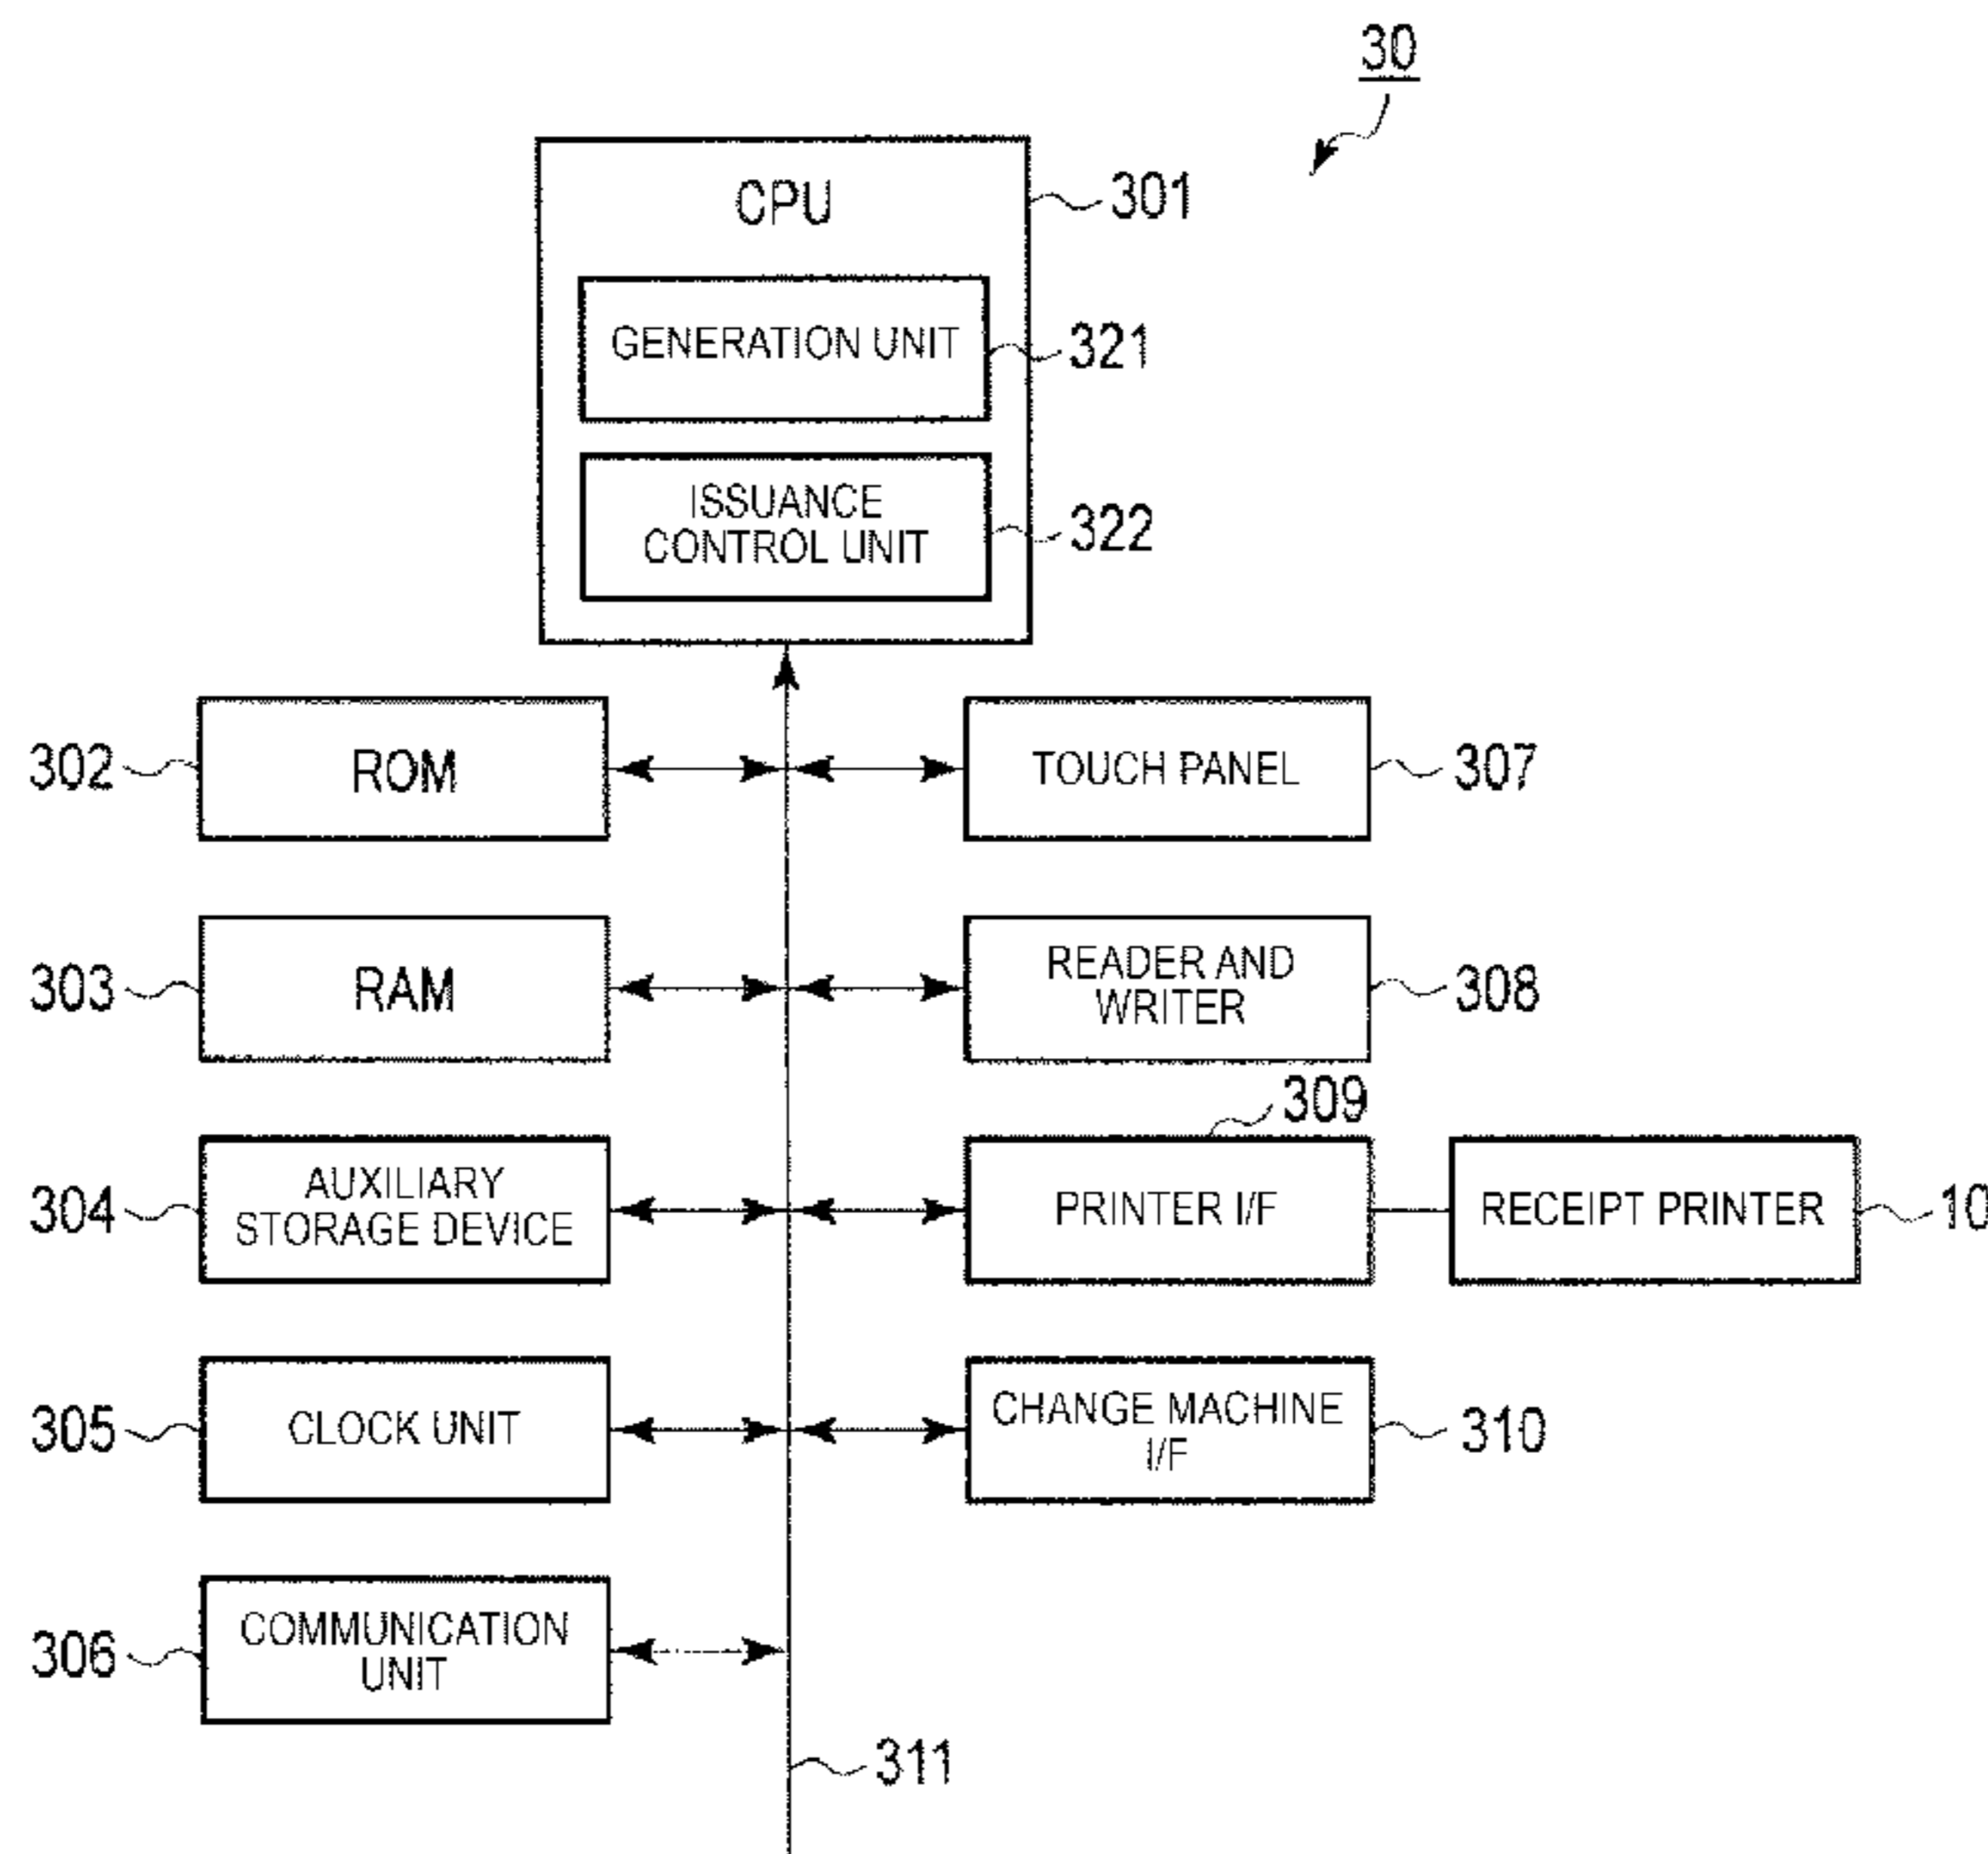 30
CPU
301
GENERATION UNIT
321
ISSUANCE
CONTROL UNIT
322
302
ROM
TOUCH PANEL
307
303
RAM
READER AND
WRITER
308
309
304
AUXILIARY
STORAGE DEVICE
PRINTER I/F
RECEIPT PRINTER
10
305
CLOCK UNIT
CHANGE MACHINE
I/F
310
306
COMMUNICATION
UNIT
311